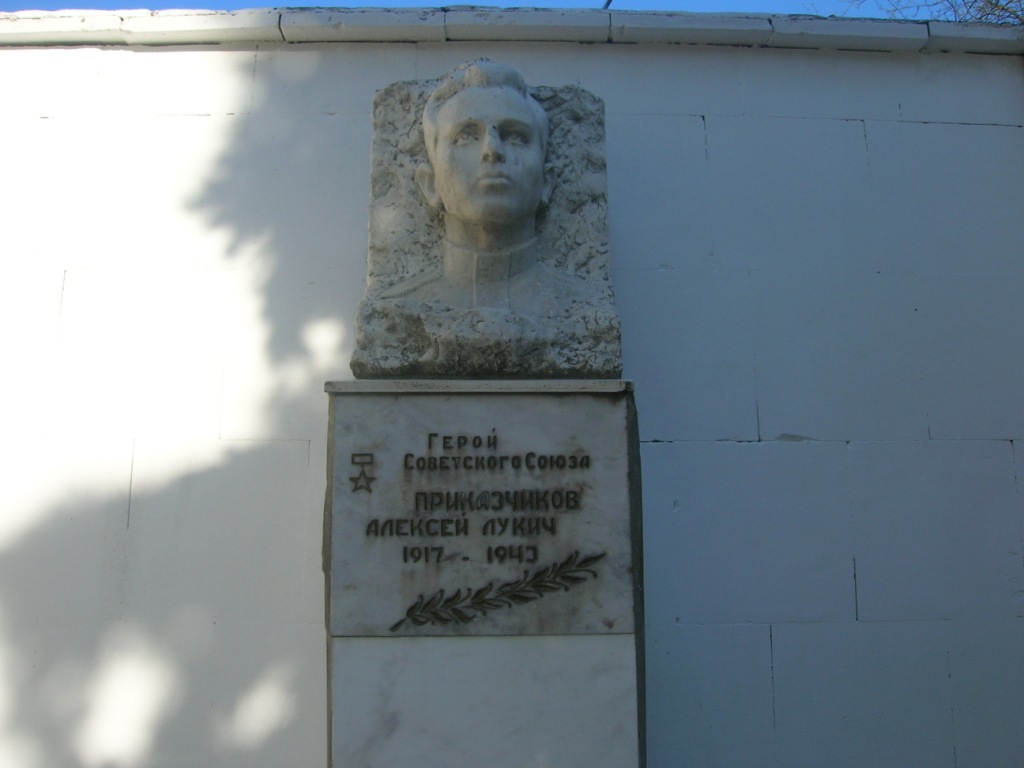 Герой
Советского Союза
ПРИКАЗЧИКОВ
АЛЕКСЕЙ ЛУКИЧ
1917 - 1943